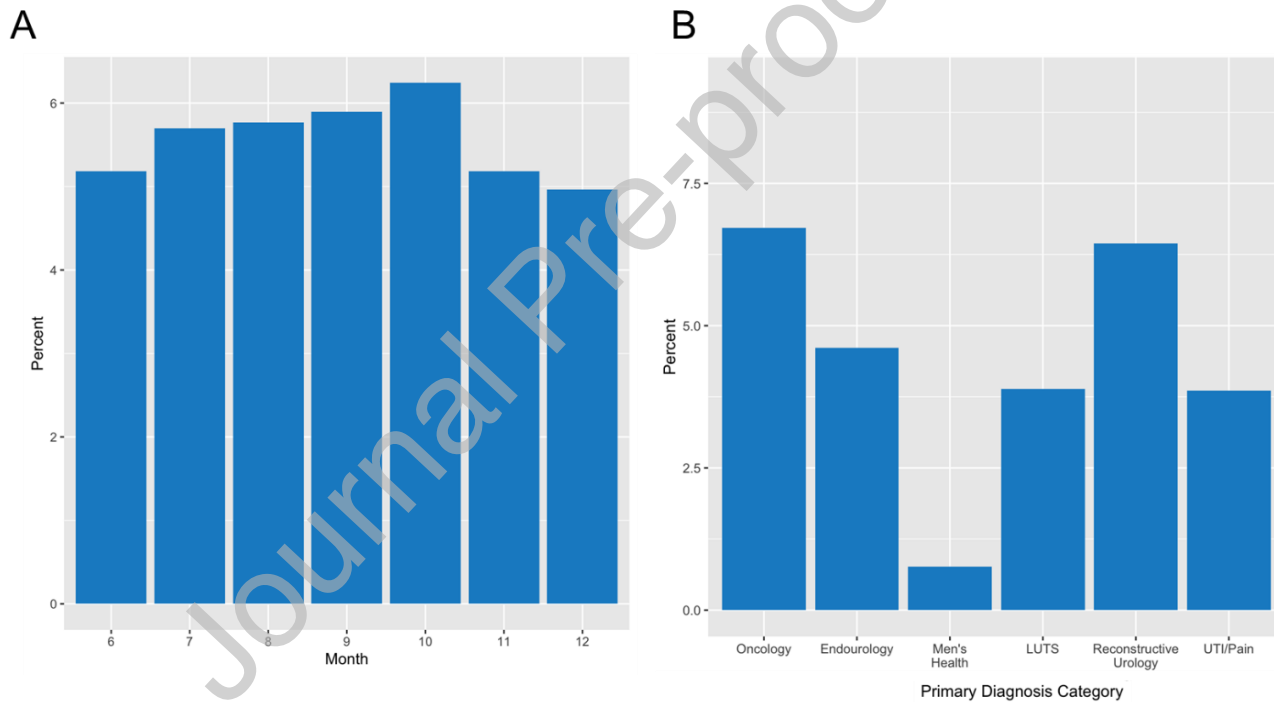 A
6
4
2
0
Percent
6 7 8 9 10 11 12
Month
B
7.5
5.0
2.5
0.0
Percent
Oncology Endourology Men's Health LUTS Reconstructive Urology UTI/Pain
Primary Diagnosis Category
Journal Pre-proo